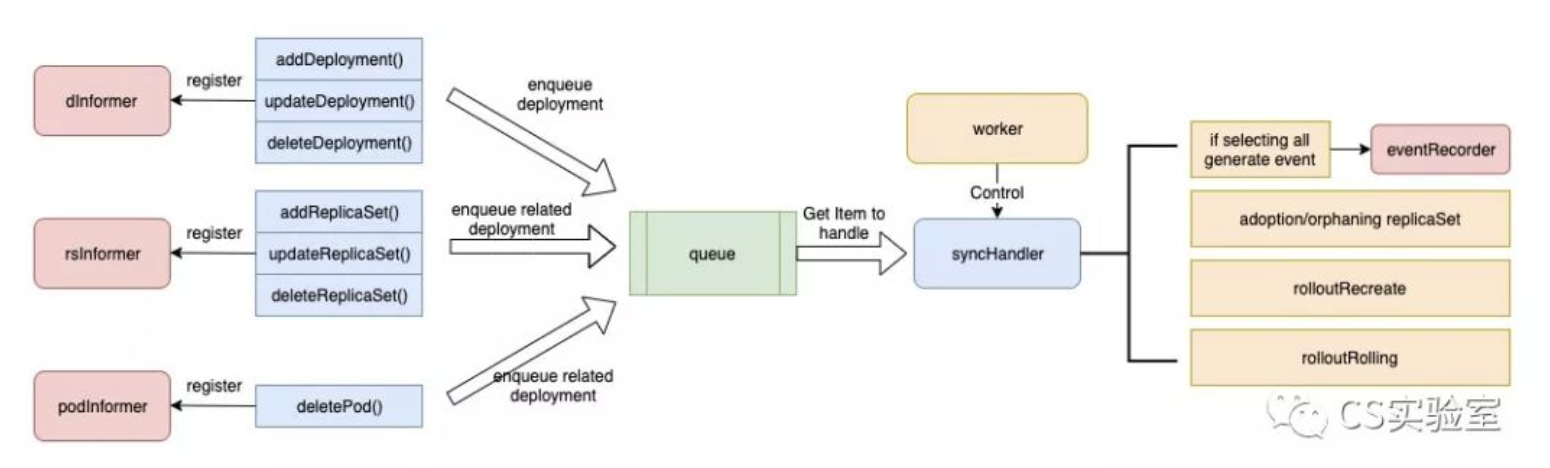 dInformer
register
addDeployment()
updateDeployment()
deleteDeployment()
enqueue
deployment
rsInformer
register
addReplicaSet()
updateReplicaSet()
deleteReplicaSet()
enqueue related
deployment
podInformer
register
deletePod()
enqueue related
deployment
queue
Get Item to
handle
worker
Control
syncHandler
if selecting all
generate event
eventRecorder
adoption/orphaning replicaSet
rolloutRecreate
rolloutRolling
CS实验室